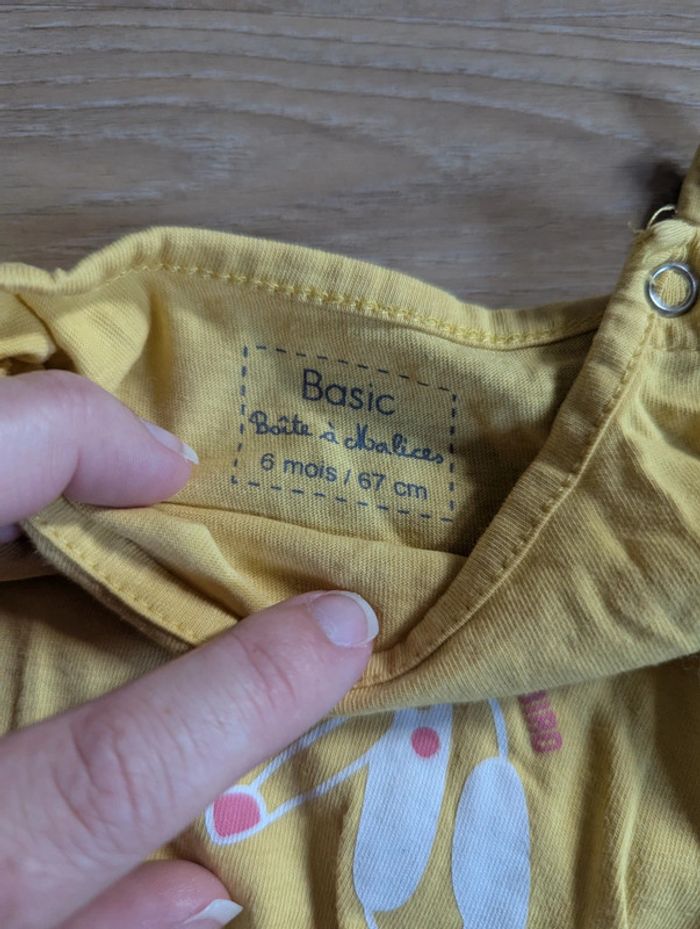 Basic
Boîte à Malices
6 mois / 67 cm